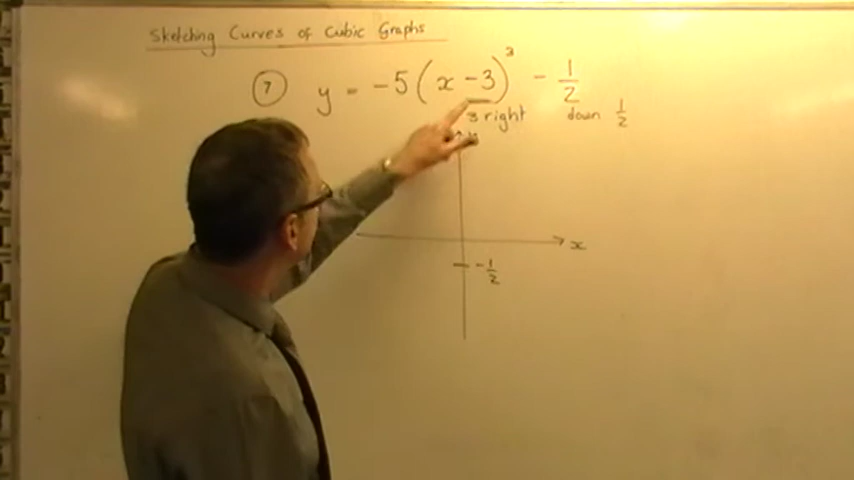 Sketching Curves of Cubic Graphs
7 y = -5(x-3)³ - 1/2
3 right down 1/2
y
x
-1/2